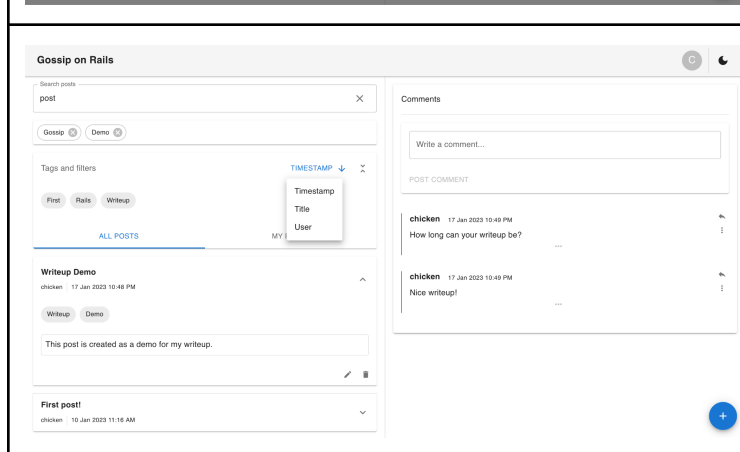 Gossip on Rails
C
Search posts
post
Gossip
Demo
Tags and filters
TIMESTAMP
Timestamp
Title
User
First
Rails
Writeup
ALL POSTS
MY
Writeup Demo
chicken 17 Jan 2023 10:48 PM
Writeup
Demo
This post is created as a demo for my writeup.
First post!
chicken 10 Jan 2023 11:16 AM
Comments
Write a comment...
POST COMMENT
chicken 17 Jan 2023 10:49 PM
How long can your writeup be?
...
chicken 17 Jan 2023 10:49 PM
Nice writeup!
...